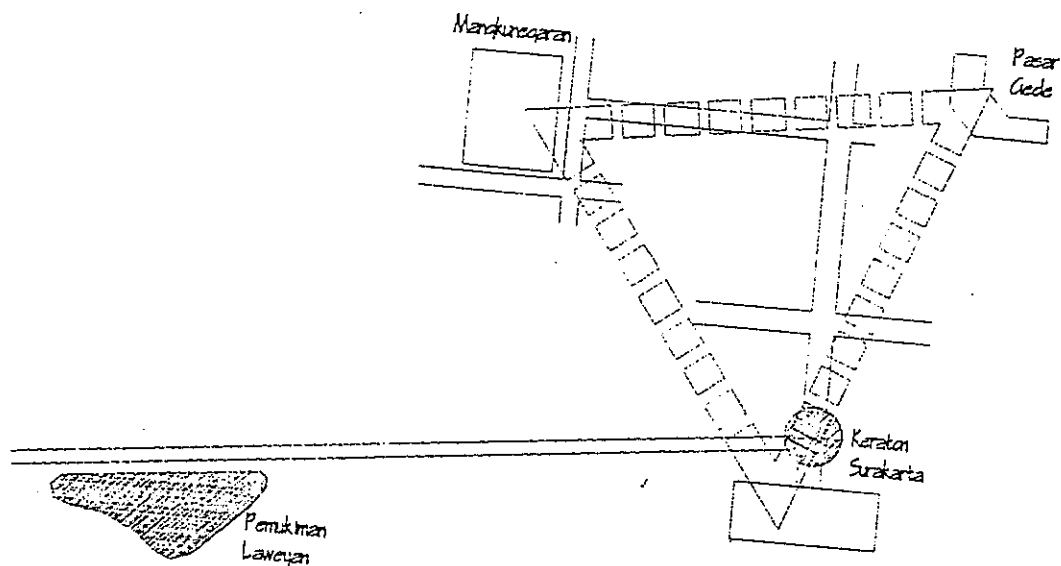 Mangkunegaran
Pasar
Gede
Keraton
Surakarta
Pemukiman
Laweyan